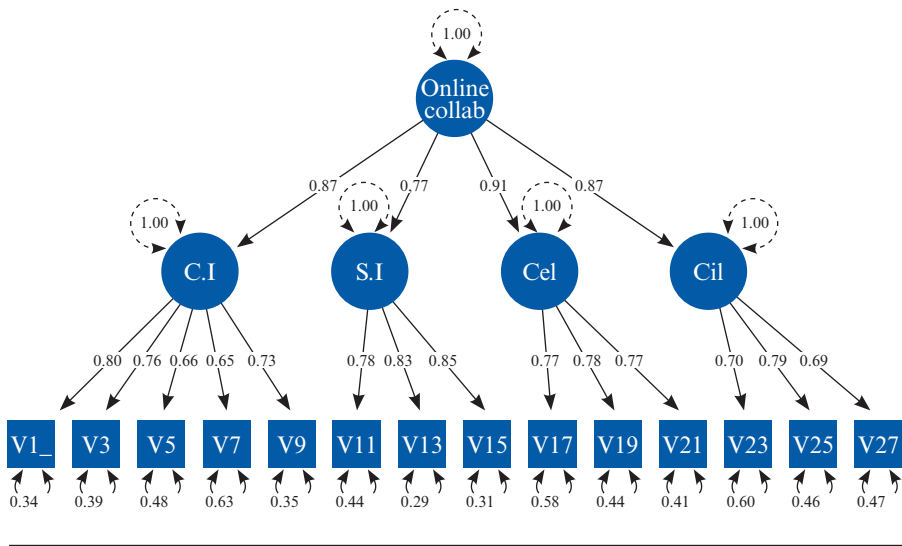 1.00
Online
collab
0.87 0.77 0.91 0.87
1.00 1.00 1.00 1.00
C.I S.I Cel Cil
0.80 0.76 0.66 0.65 0.73 0.78 0.83 0.85 0.77 0.78 0.77 0.70 0.79 0.69
V1_ V3 V5 V7 V9 V11 V13 V15 V17 V19 V21 V23 V25 V27
0.34 0.39 0.48 0.63 0.35 0.44 0.29 0.31 0.58 0.44 0.41 0.60 0.46 0.47